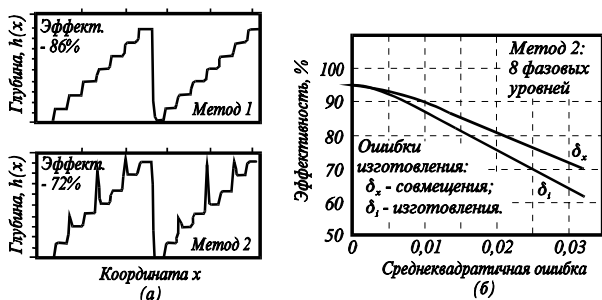 Глубина, h(x)
Эффект.
- 86%
Метод 1
Глубина, h(x)
Эффект.
- 72%
Метод 2
Координата x
(а)
Эффективность, %
100
90
80
70
60
50
Метод 2:
8 фазовых
уровней
Ошибки
изготовления:
δx - совмещения;
δi - изготовления.
δx
δi
0
0,01
0,02
0,03
Среднеквадратичная ошибка
(б)